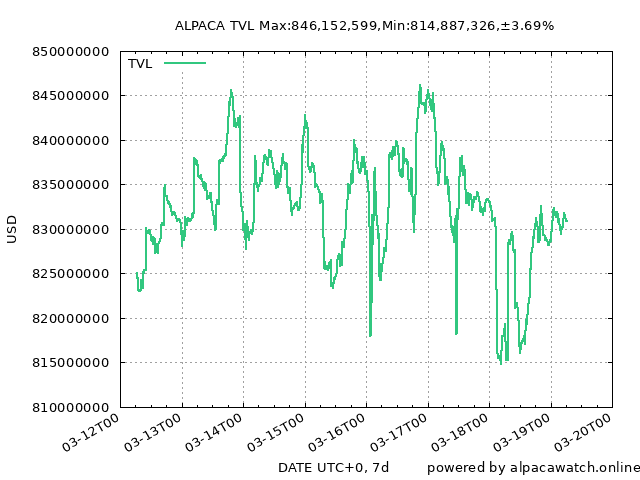 ALPACA TVL Max:846,152,599,Min:814,887,326,±3.69%
TVL
850000000
845000000
840000000
835000000
830000000
825000000
820000000
815000000
810000000
USD
03-12T00
03-13T00
03-14T00
03-15T00
03-16T00
03-17T00
03-18T00
03-19T00
03-20T00
DATE UTC+0, 7d
powered by alpacawatch.online